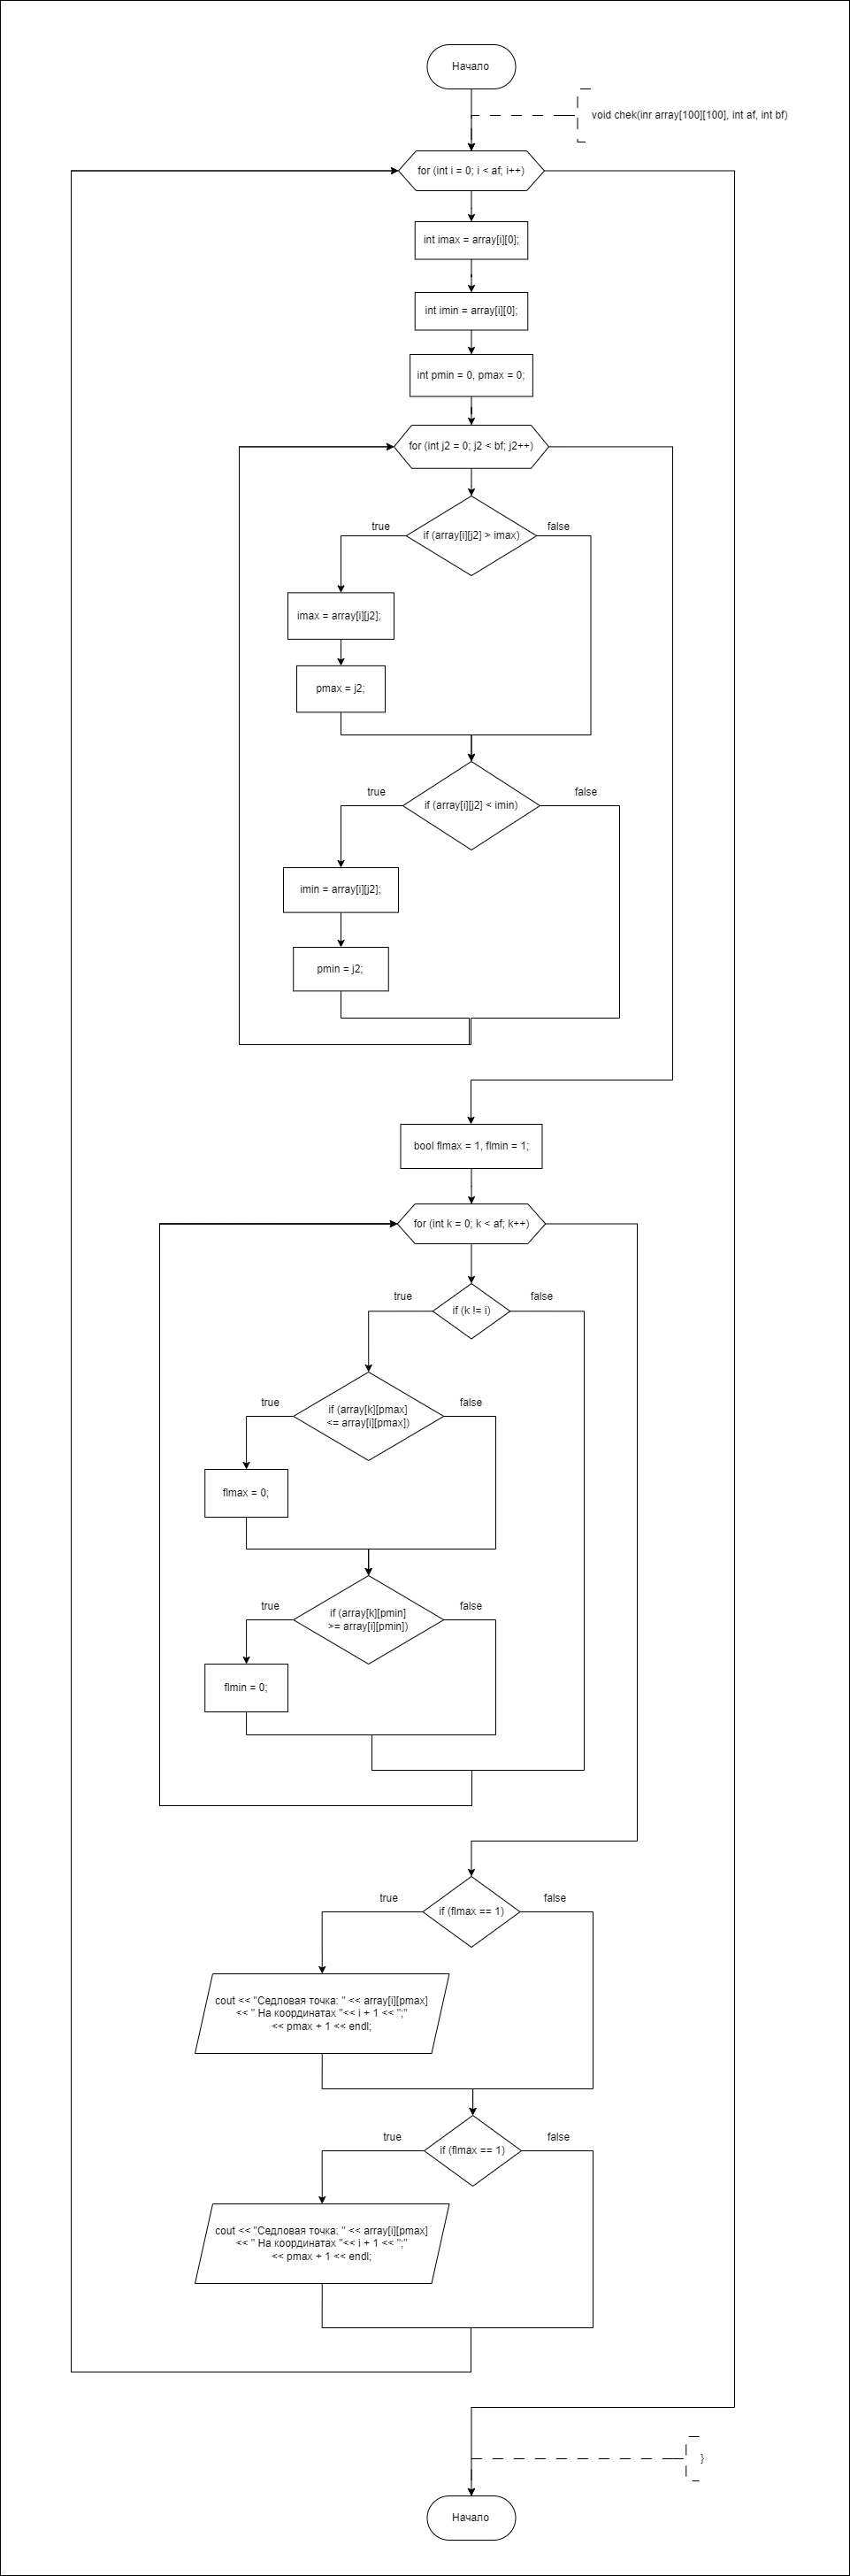 Начало
void chek(inr array[100][100], int af, int bf)
for (int i = 0; i < af; i++)
int imax = array[i][0];
int imin = array[i][0];
int pmin = 0, pmax = 0;
for (int j2 = 0; j2 < bf; j2++)
true
false
if (array[i][j2] > imax)
imax = array[i][j2];
pmax = j2;
true
false
if (array[i][j2] < imin)
imin = array[i][j2];
pmin = j2;
bool flmax = 1, flmin = 1;
for (int k = 0; k < af; k++)
true
false
if (k != i)
true
false
if (array[k][pmax]
<= array[i][pmax])
flmax = 0;
true
false
if (array[k][pmin]
>= array[i][pmin])
flmin = 0;
true
false
if (flmax == 1)
cout << "Седловая точка: " << array[i][pmax]
<< " На координатах "<< i + 1 << ";"
<< pmax + 1 << endl;
true
false
if (flmax == 1)
cout << "Седловая точка: " << array[i][pmax]
<< " На координатах "<< i + 1 << ";"
<< pmax + 1 << endl;
}
Начало